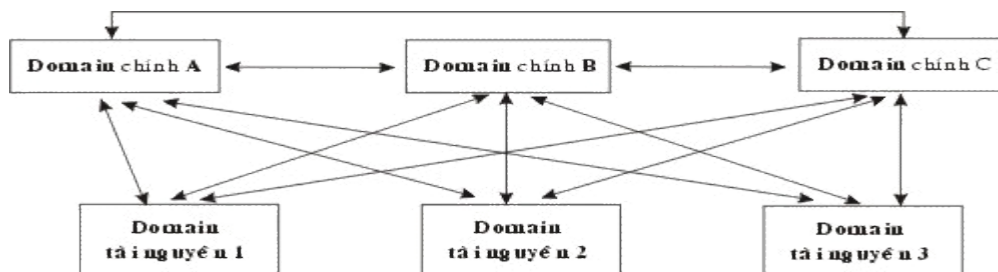 Domain chính A
Domain chính B
Domain chính C
Domain
tài nguyên 1
Domain
tài nguyên 2
Domain
tài nguyên 3